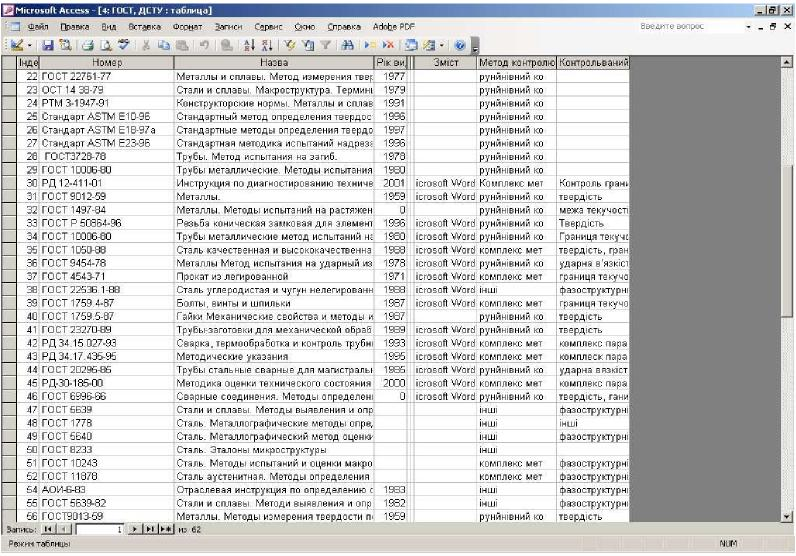 Microsoft Access - [4: ГОСТ, ДСТУ : таблица]
Файл Правка Вид Вставка Формат Записи Сервис Окно Справка Adobe PDF Введите вопрос
Інде Номер Назва Рік ви Зміст Метод контролю Контрольваний
22 ГОСТ 22761-77 Металлы и сплавы. Метод измерения твер 1977 руйнівний ко
23 ОСТ 14 38-79 Стали и сплавы. Макроструктура. Термин 1979 руйнівний ко
24 РТМ 3-1947-91 Конструкторские нормы. Металлы и сплав 1991 руйнівний ко
25 Стандарт ASTM E10-96 Стандартный метод определения твердос 1996 руйнівний ко
26 Стандарт ASTM E18-97a Стандартные методы определения твердо 1997 руйнівний ко
27 Стандарт ASTM E23-96 Стандартная методика испытаний надреза 1996 руйнівний ко
28 ГОСТ3728-78 Трубы. Метод испытания на загиб. 1978 руйнівний ко
29 ГОСТ 10006-80 Трубы металлические. Методы испытания 1980 руйнівний ко
30 РД 12-411-01 Инструкция по диагностированию техниче 2001 icrosoft Word Комплекс мет Контроль грани
31 ГОСТ 9012-59 Металлы. 1959 icrosoft Word руйнівний ко твердість
32 ГОСТ 1497-84 Металлы. Методы испытаний на растяжен 0 руйнівний ко межа текучості
33 ГОСТ Р 50864-96 Резьба коническая замковая для элемент 1996 icrosoft Word руйнівний ко Твердість
34 ГОСТ 10006-80 Трубы металлические метод испытаний на 1980 icrosoft Word руйнівний ко Границя текучо
35 ГОСТ 1050-88 Сталь качественная и высококачественна 1988 icrosoft Word комплекс мет твердість, гран
36 ГОСТ 9454-78 Металлы Метод испытания на ударный из 1978 icrosoft Word руйнівний ко ударна в'язкіст
37 ГОСТ 4543-71 Прокат из легированной 1971 icrosoft Word комплекс мет границя текучо
38 ГОСТ 22536.1-88 Сталь углеродистая и чугун нелегированн 1988 icrosoft Word інші фазоструктурні
39 ГОСТ 1759.4-87 Болты, винты и шпильки 1987 icrosoft Word комплекс мет границя текучо
40 ГОСТ 1759.5-87 Гайки Механические свойства и методы и 1987 руйнівний ко твердість
41 ГОСТ 23270-89 Трубы-заготовки для механической обраб 1989 icrosoft Word руйнівний ко твердість
42 РД 34.15.027-93 Сварка, термообработка и контроль трубн 1993 icrosoft Word комплекс мет комплекс пара
43 РД 34.17.435-95 Методические указания 1995 icrosoft Word комплекс мет комплеск пара
44 ГОСТ 20295-85 Трубы стальные сварные для магистраль 1985 icrosoft Word руйнівний ко ударна вязкіст
45 РД-30-185-00 Методика оценки технического состояния 2000 icrosoft Word комплекс мет комплекс пара
46 ГОСТ 6996-66 Сварные соединения. Методы определен 0 icrosoft Word руйнівний ко твердість, гани
47 ГОСТ 5639 Стали и сплавы. Методы выявления и опр інші фазоструктурні
48 ГОСТ 1778 Сталь. Металлографические методы опре, інші інші
49 ГОСТ 5640 Сталь. Металлографический метод оценки інші фазоструктурні
50 ГОСТ 8233 Сталь. Эталоны микроструктуры інші
51 ГОСТ 10243 Сталь. Методы испытаний и оценки макро комплекс мет фазоструктурні
52 ГОСТ 11878 Сталь аустенитная. Методы определения комплекс мет фазоструктурні
54 АОИ-6-83 Отраслевая инструкция по определению с 1983 інші фазоструктурні
55 ГОСТ 5639-82 Стали и сплавы. Методи выявления и опр 1982 інші фазоструктурні
56 ГОСТ9013-59 Металлы. Методы измерения твердости п 1959 руйнівний ко твердість
Запись: 1 из 62
Режим таблицы NUM